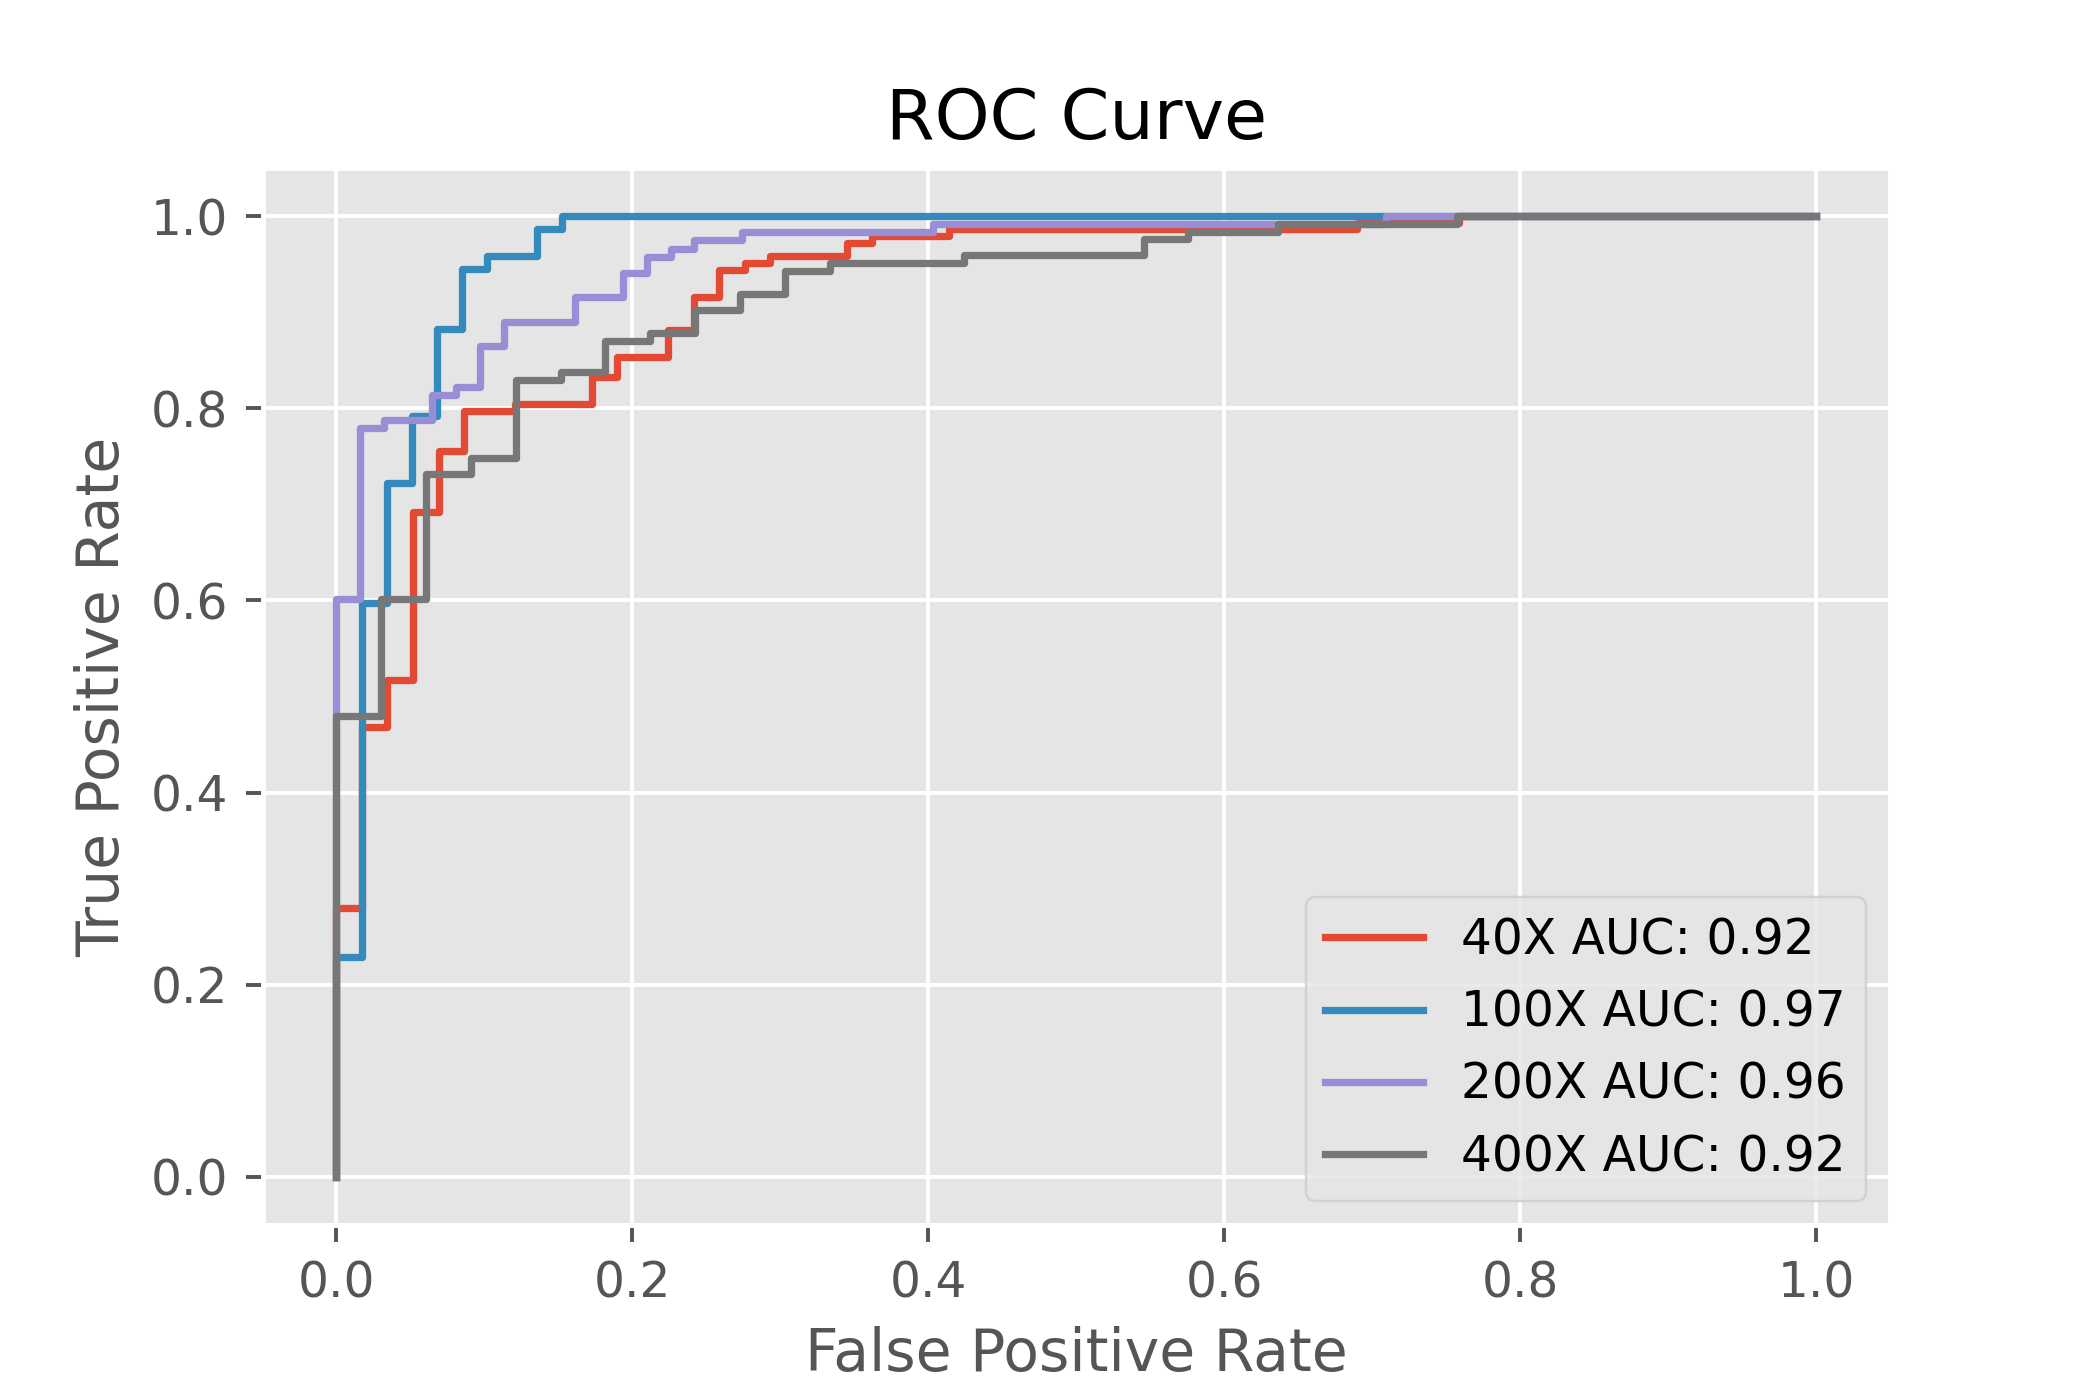 ROC Curve
True Positive Rate
1.0
0.8
0.6
0.4
0.2
0.0
40X AUC: 0.92
100X AUC: 0.97
200X AUC: 0.96
400X AUC: 0.92
0.0 0.2 0.4 0.6 0.8 1.0
False Positive Rate